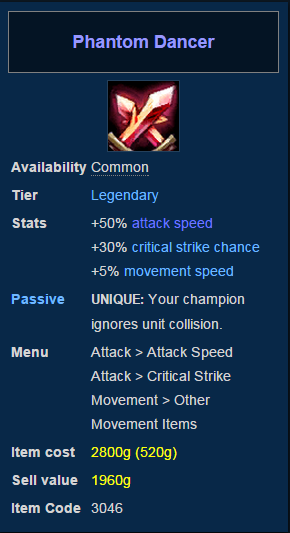 Phantom Dancer
Availability Common
Tier Legendary
Stats +50% attack speed
+30% critical strike chance
+5% movement speed
Passive UNIQUE: Your champion
ignores unit collision.
Menu Attack > Attack Speed
Attack > Critical Strike
Movement > Other
Movement Items
Item cost 2800g (520g)
Sell value 1960g
Item Code 3046